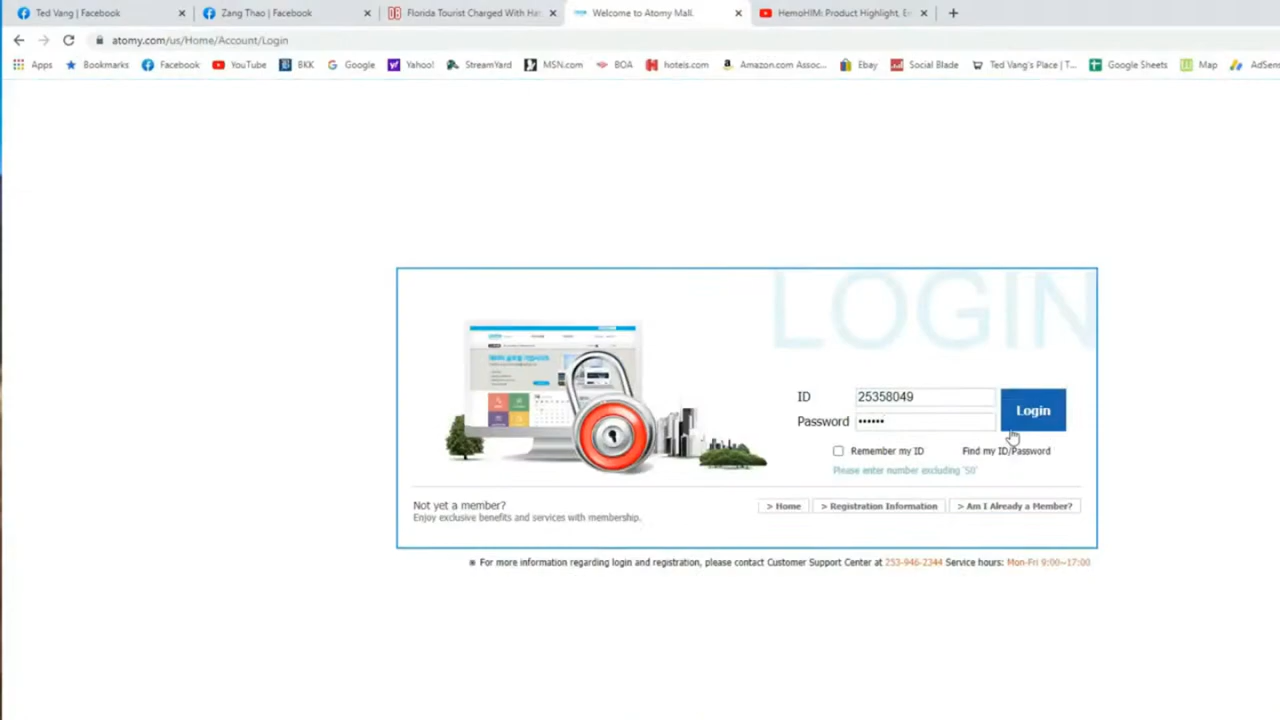 Ted Vang | Facebook
Zang Thao | Facebook
Florida Tourist Charged With Ha
Welcome to Atomy Mall.
HemoHIM: Product Highlight, E
atomy.com/us/Home/Account/Login
Apps
Bookmarks
Facebook
YouTube
BKK
Google
Yahoo!
StreamYard
MSN.com
BOA
hotels.com
Amazon.com Assoc...
Ebay
Social Blade
Ted Vang's Place | T...
Google Sheets
Map
AdSen
LOGIN
ID
25358049
Login
Password
••••••
Remember my ID
Find my ID/Password
Please enter number excluding 'S0'
Not yet a member?
Enjoy exclusive benefits and services with membership.
> Home
> Registration Information
> Am I Already a Member?
For more information regarding login and registration, please contact Customer Support Center at 253-946-2344 Service hours: Mon-Fri 9:00~17:00